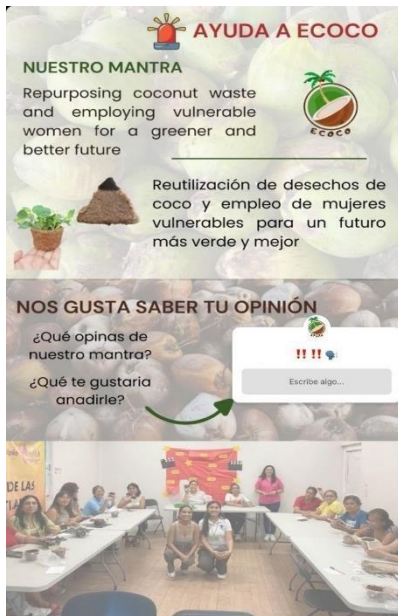 AYUDA A ECOCO
NUESTRO MANTRA
Repurposing coconut waste
and employing vulnerable
women for a greener and
better future
ECOCO
Reutilización de desechos de
coco y empleo de mujeres
vulnerables para un futuro
más verde y mejor
NOS GUSTA SABER TU OPINIÓN
¿Qué opinas de
nuestro mantra?
¿Qué te gustaria
anadirle?
‼️ ‼️ 🗣️
Escribe algo...
DE LAS